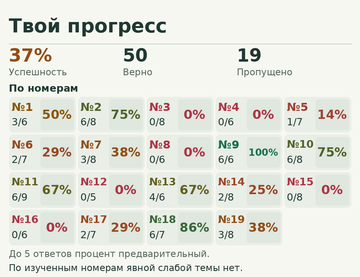 Твой прогресс
37% 50 19
Успешность Верно Пропущено
По номерам
№1 3/6 50% №2 6/8 75% №3 0/8 0% №4 0/6 0% №5 1/7 14%
№6 2/7 29% №7 3/8 38% №8 0/6 0% №9 6/6 100% №10 6/8 75%
№11 6/9 67% №12 0/5 0% №13 4/6 67% №14 2/8 25% №15 0/8 0%
№16 0/6 0% №17 2/7 29% №18 6/7 86% №19 3/8 38%
До 5 ответов процент предварительный.
По изученным номерам явной слабой темы нет.